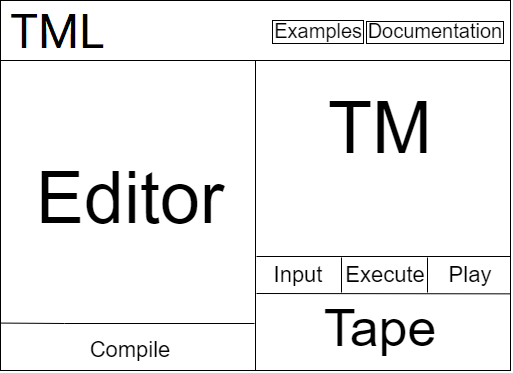 TML
Examples Documentation
Editor
Compile
TM
Input Execute Play
Tape